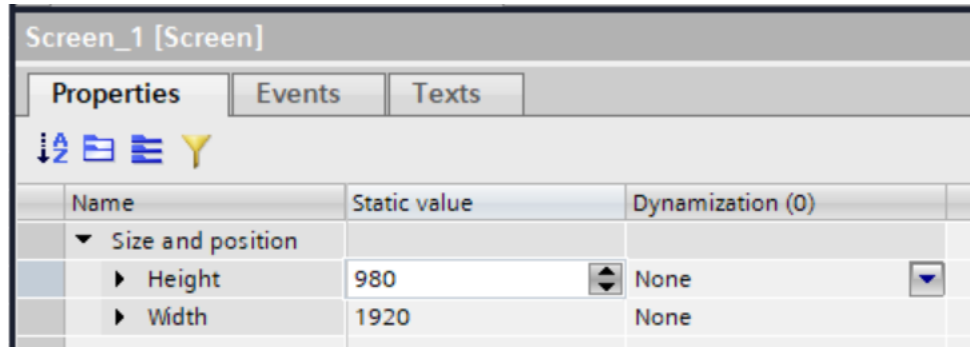 Screen_1 [Screen]
Properties Events Texts
Name Static value Dynamization (0)
Size and position
Height 980 None
Width 1920 None